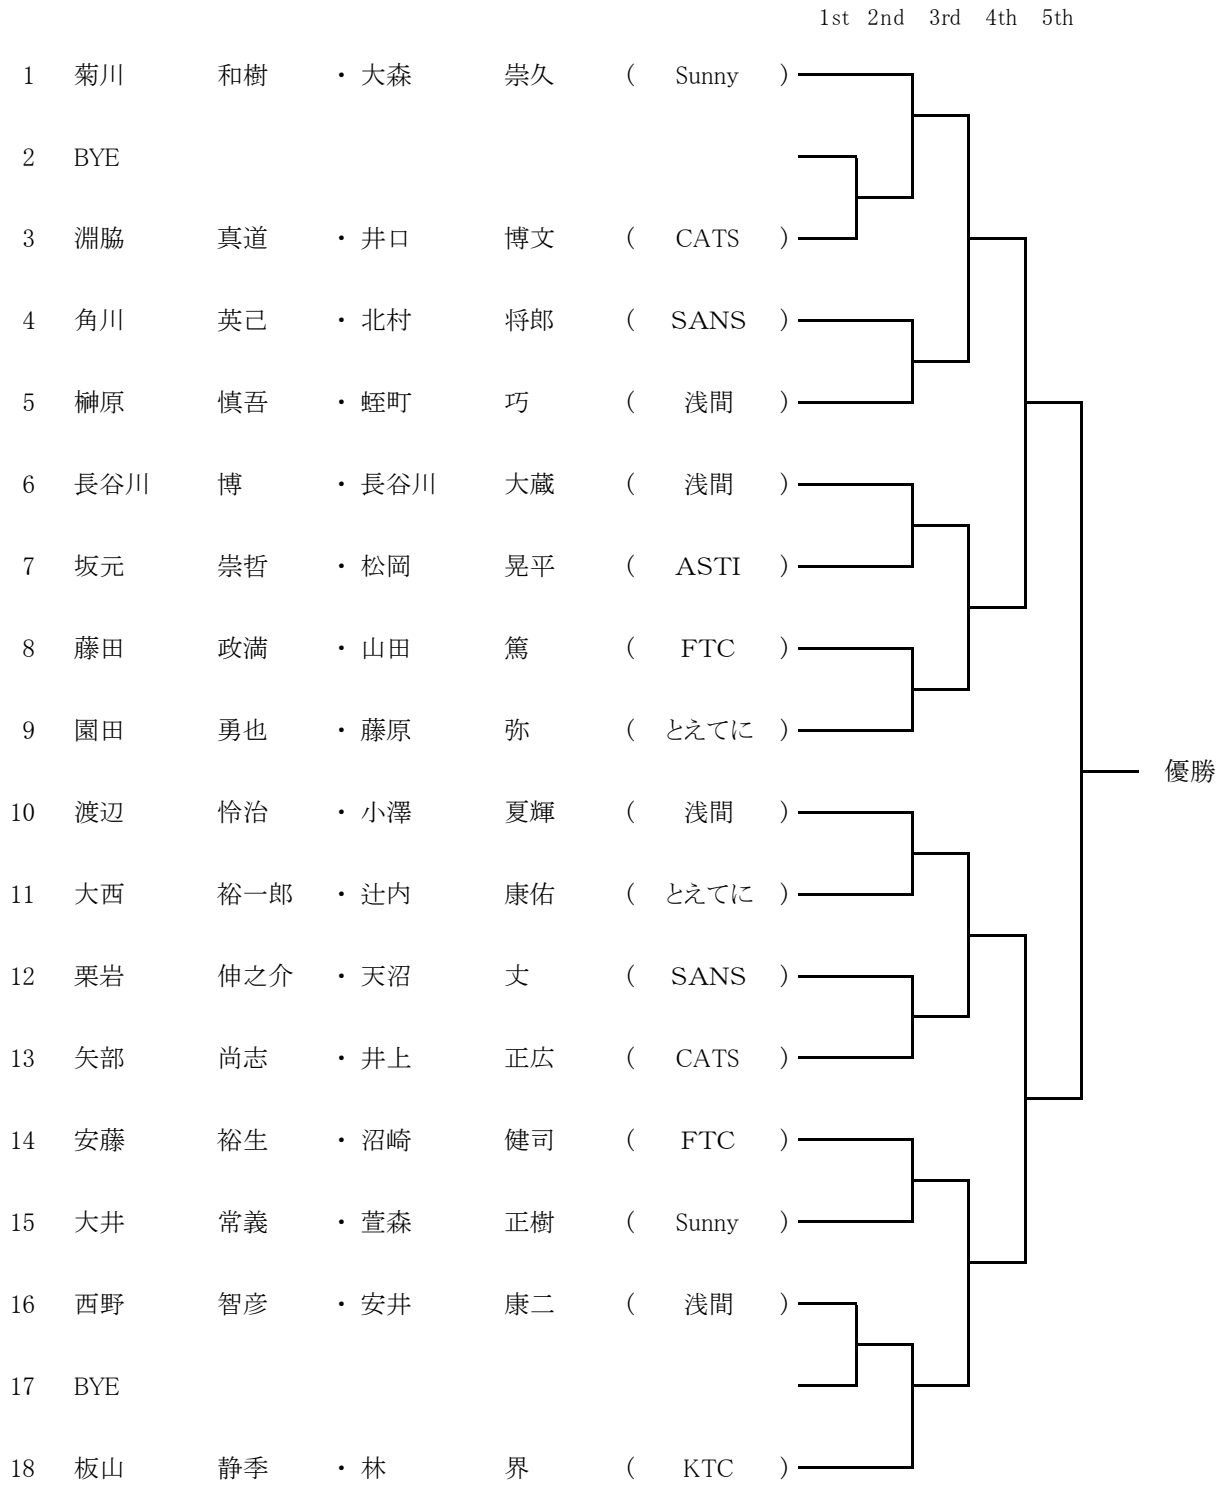 1st 2nd 3rd 4th 5th
1 菊川 和樹 ・ 大森 崇久 ( Sunny )
2 BYE
3 淵脇 真道 ・ 井口 博文 ( CATS )
4 角川 英己 ・ 北村 将郎 ( SANS )
5 榊原 慎吾 ・ 蛭町 巧 ( 浅間 )
6 長谷川 博 ・ 長谷川 大蔵 ( 浅間 )
7 坂元 崇哲 ・ 松岡 晃平 ( ASTI )
8 藤田 政満 ・ 山田 篤 ( FTC )
9 園田 勇也 ・ 藤原 弥 ( とえてに )
優勝
10 渡辺 怜治 ・ 小澤 夏輝 ( 浅間 )
11 大西 裕一郎 ・ 辻内 康佑 ( とえてに )
12 栗岩 伸之介 ・ 天沼 丈 ( SANS )
13 矢部 尚志 ・ 井上 正広 ( CATS )
14 安藤 裕生 ・ 沼崎 健司 ( FTC )
15 大井 常義 ・ 萱森 正樹 ( Sunny )
16 西野 智彦 ・ 安井 康二 ( 浅間 )
17 BYE
18 板山 静季 ・ 林 界 ( KTC )